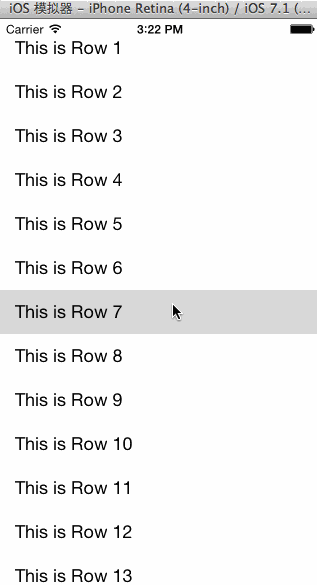 iOS 模拟器 - iPhone Retina (4-inch) / iOS 7.1 (...
Carrier 3:22 PM
This is Row 1
This is Row 2
This is Row 3
This is Row 4
This is Row 5
This is Row 6
This is Row 7
This is Row 8
This is Row 9
This is Row 10
This is Row 11
This is Row 12
This is Row 13